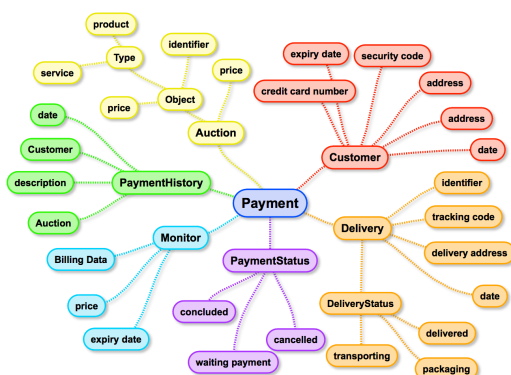 product
identifier
Type
service
price
price
Object
Auction
expiry date
security code
credit card number
address
address
date
Customer
date
Customer
description
Auction
PaymentHistory
Payment
identifier
tracking code
delivery address
date
Delivery
Monitor
Billing Data
price
expiry date
PaymentStatus
concluded
waiting payment
cancelled
DeliveryStatus
delivered
transporting
packaging